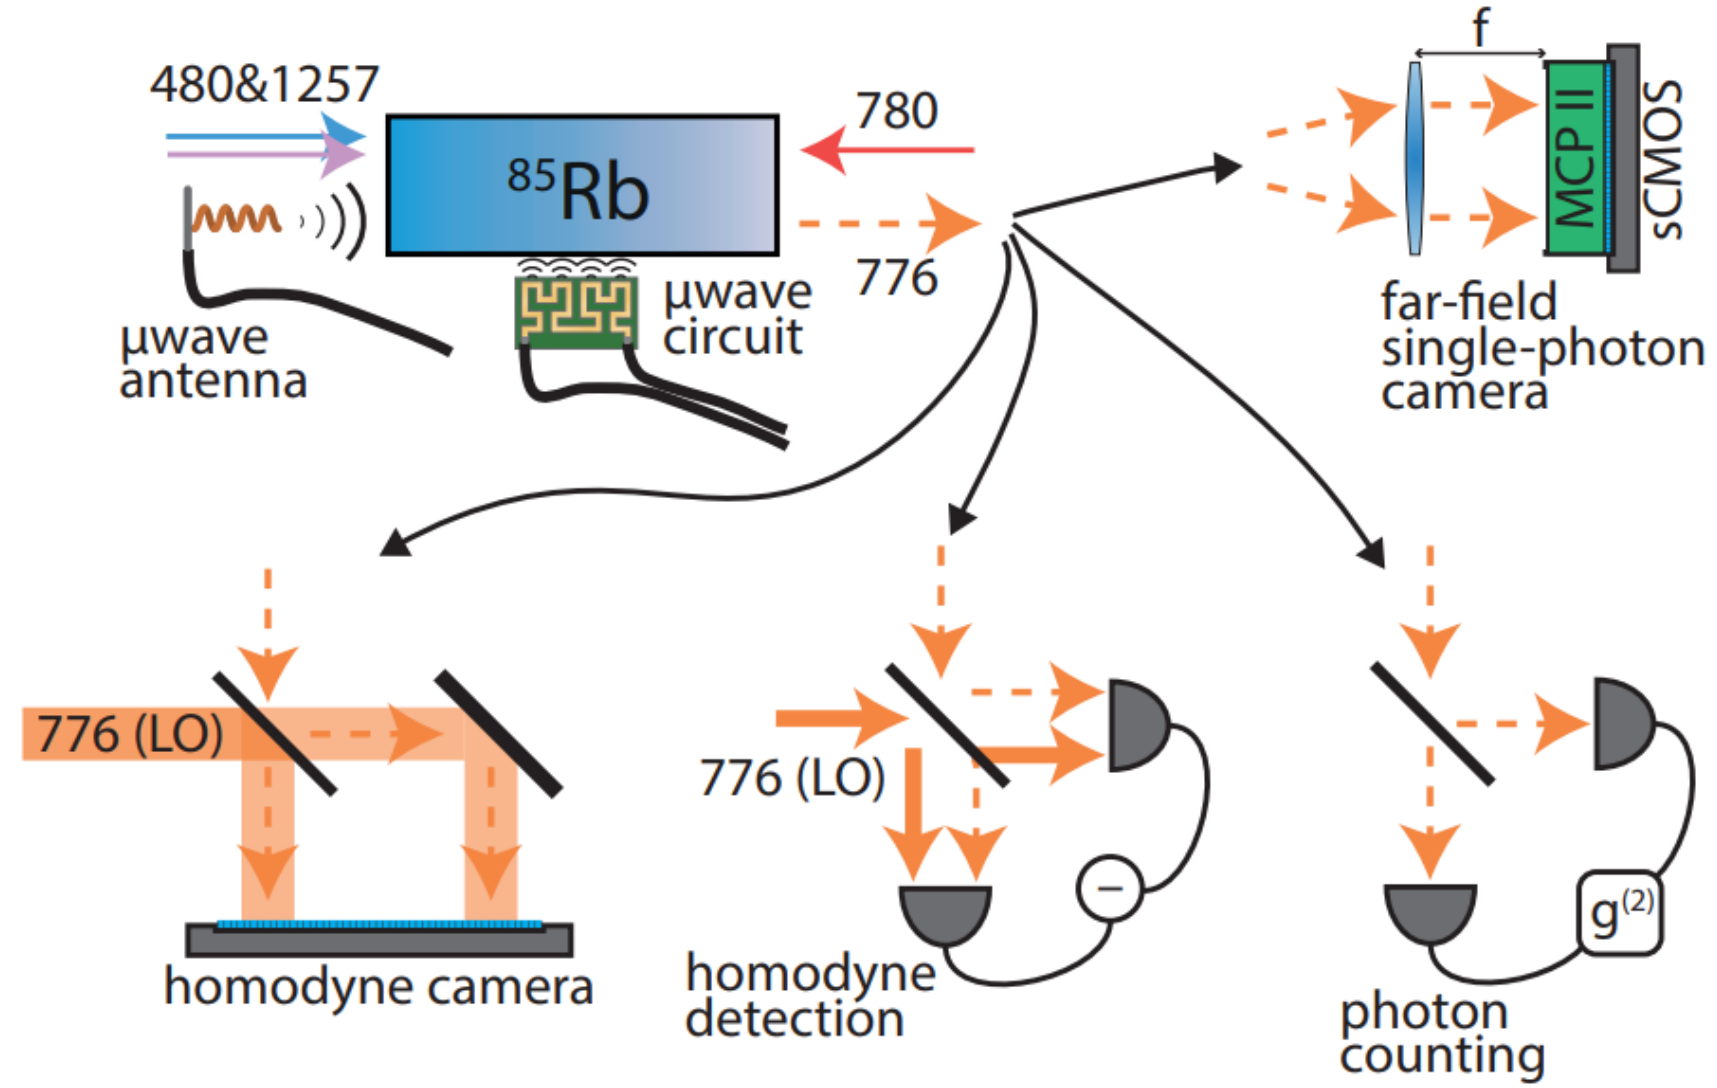 480&1257
780
⁸⁵Rb
776
μwave
antenna
μwave
circuit
f
MCP II
sCMOS
far-field
single-photon
camera
776 (LO)
homodyne camera
776 (LO)
−
homodyne
detection
g⁽²⁾
photon
counting